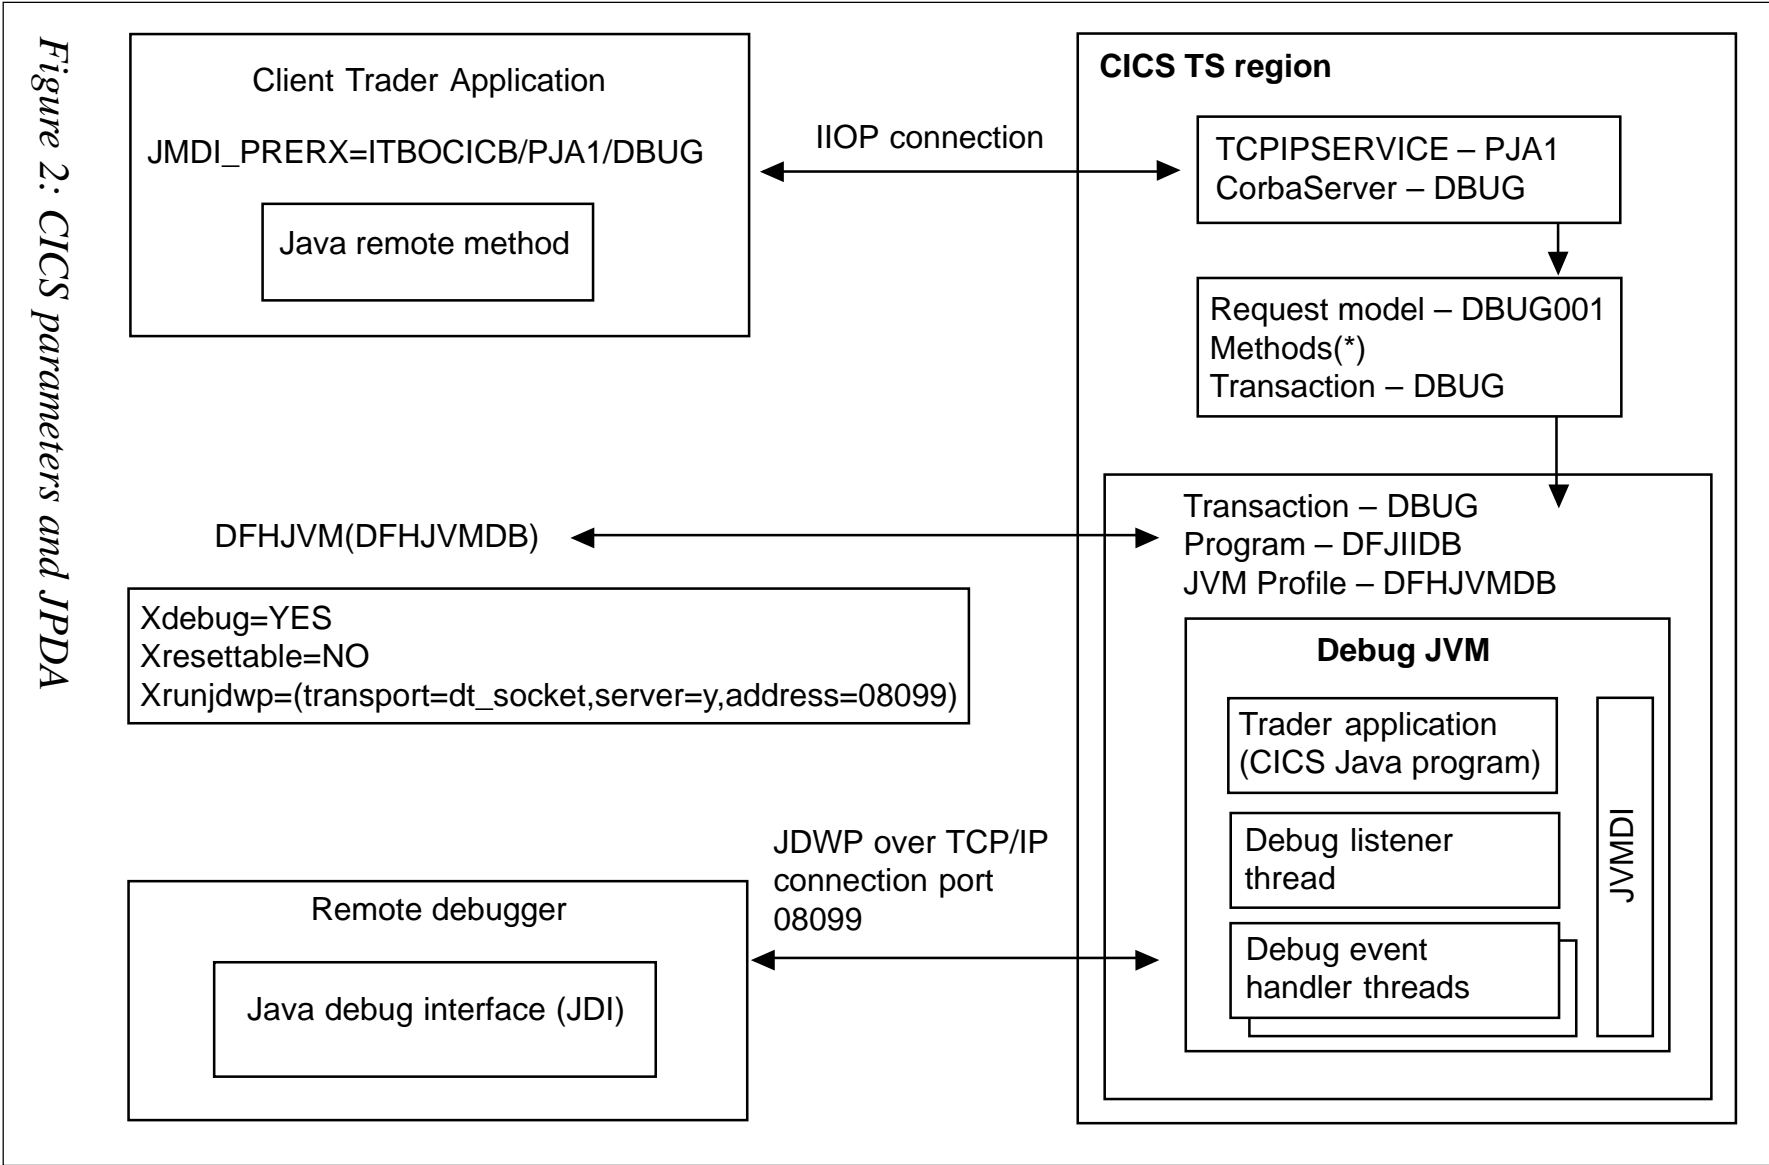 Figure 2: CICS parameters and JPDA
Client Trader Application
JMDI_PRERX=ITBOCICB/PJA1/DBUG
Java remote method
IIOP connection
CICS TS region
TCPIPSERVICE – PJA1
CorbaServer – DBUG
Request model – DBUG001
Methods(*)
Transaction – DBUG
DFHJVM(DFHJVMDB)
Transaction – DBUG
Program – DFJIIDB
JVM Profile – DFHJVMDB
Xdebug=YES
Xresettable=NO
Xrunjdwp=(transport=dt_socket,server=y,address=08099)
Debug JVM
Trader application
(CICS Java program)
Debug listener
thread
Debug event
handler threads
JVMDI
JDWP over TCP/IP
connection port
08099
Remote debugger
Java debug interface (JDI)